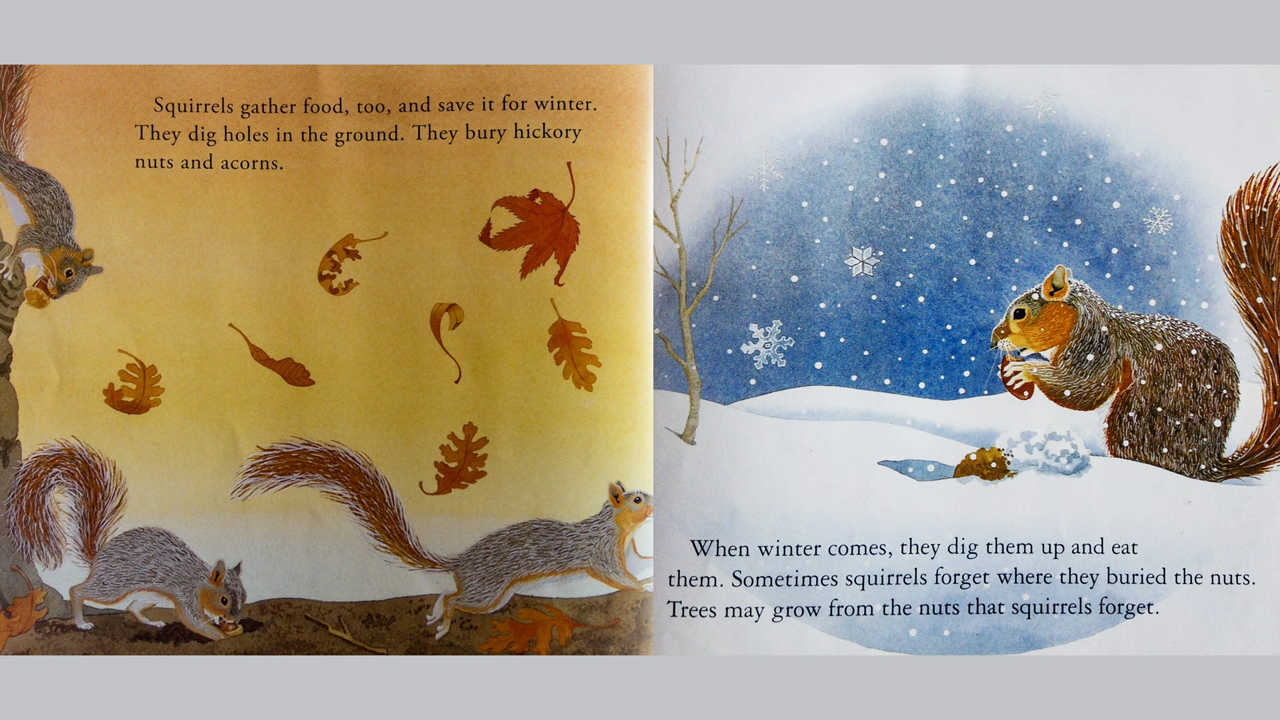 Squirrels gather food, too, and save it for winter.
They dig holes in the ground. They bury hickory
nuts and acorns.
When winter comes, they dig them up and eat
them. Sometimes squirrels forget where they buried the nuts.
Trees may grow from the nuts that squirrels forget.